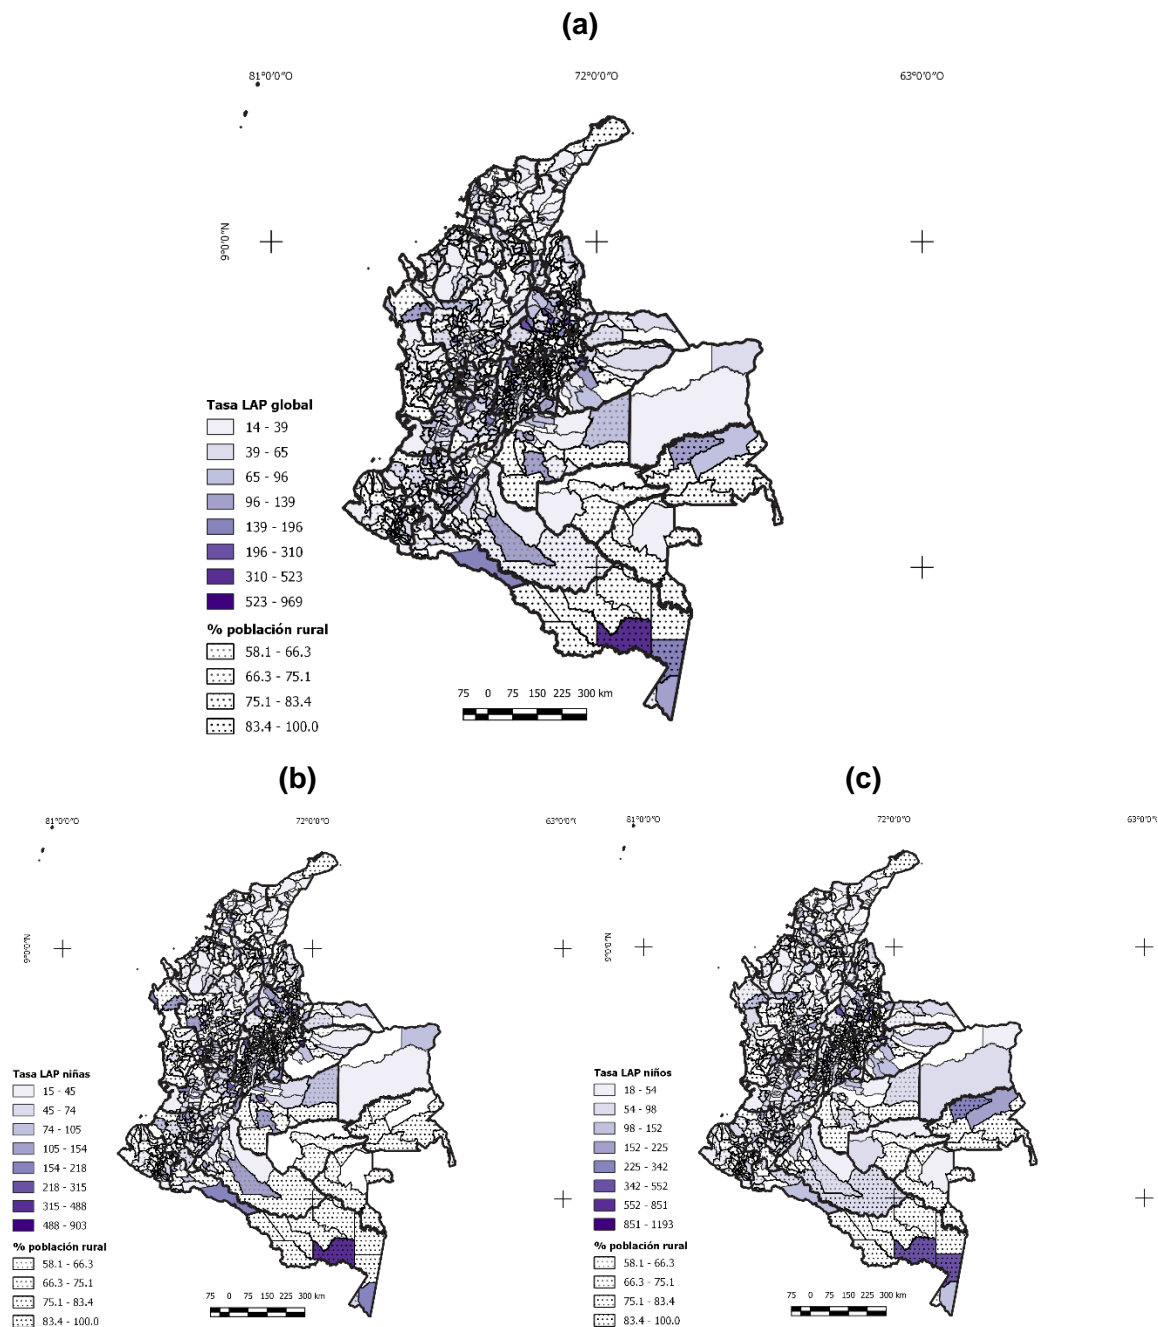 (a)
81°0'0"O 72°0'0"O 63°0'0"O
9°0'0"N
Tasa LAP global
14 - 39
39 - 65
65 - 96
96 - 139
139 - 196
196 - 310
310 - 523
523 - 969
% población rural
58.1 - 66.3
66.3 - 75.1
75.1 - 83.4
83.4 - 100.0
75 0 75 150 225 300 km
(b)
81°0'0"O 72°0'0"O 63°0'0"(
9°0'0"N
Tasa LAP niñas
15 - 45
45 - 74
74 - 105
105 - 154
154 - 218
218 - 315
315 - 488
488 - 903
% población rural
58.1 - 66.3
66.3 - 75.1
75.1 - 83.4
83.4 - 100.0
75 0 75 150 225 300 km
(c)
81°0'0"O 72°0'0"O 63°0'0"(
9°0'0"N
Tasa LAP niños
18 - 54
54 - 98
98 - 152
152 - 225
225 - 342
342 - 552
552 - 851
851 - 1193
% población rural
58.1 - 66.3
66.3 - 75.1
75.1 - 83.4
83.4 - 100.0
75 0 75 150 225 300 km